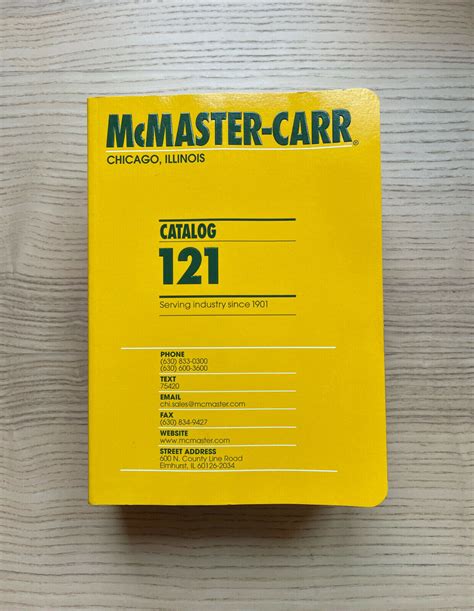 McMASTER-CARR®
CHICAGO, ILLINOIS
CATALOG
121
Serving industry since 1901
PHONE
(630) 833-0300
(630) 600-3600
TEXT
75420
EMAIL
chi.sales@mcmaster.com
FAX
(630) 834-9427
WEBSITE
www.mcmaster.com
STREET ADDRESS
600 N. County Line Road
Elmhurst, IL 60126-2034